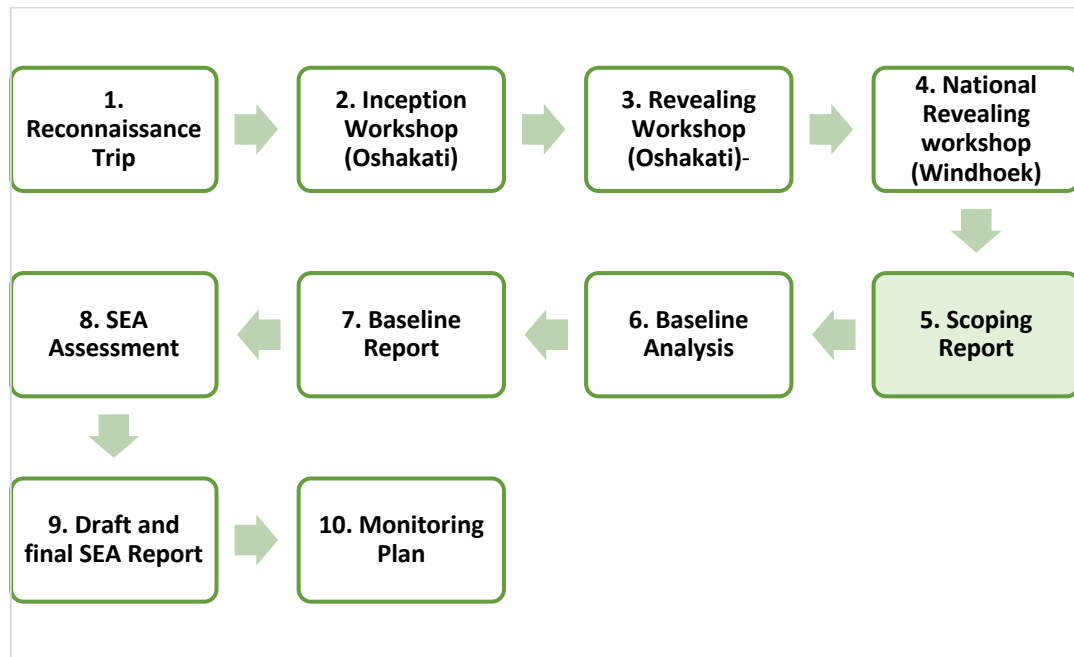 1.
Reconnaissance
Trip
2. Inception
Workshop
(Oshakati)
3. Revealing
Workshop
(Oshakati)-
4. National
Revealing
workshop
(Windhoek)
5. Scoping
Report
6. Baseline
Analysis
7. Baseline
Report
8. SEA
Assessment
9. Draft and
final SEA Report
10. Monitoring
Plan